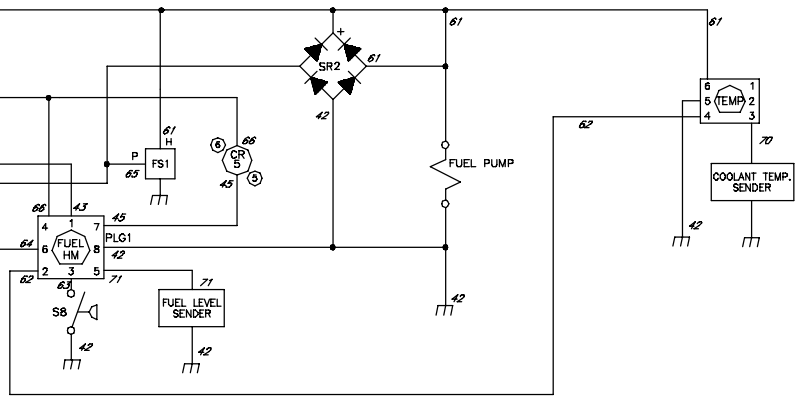 61
61
+
SR2
61
42
61
H
P
FS1
65
6
66
CR
5
45
5
FUEL PUMP
62
6 1
5 TEMP 2
4 3
70
COOLANT TEMP.
SENDER
42
66
43
45
4 1 7
PLG1
64
6 FUEL 8
HM
42
62
2 3 5
71
63
S8
42
71
FUEL LEVEL
SENDER
42
42